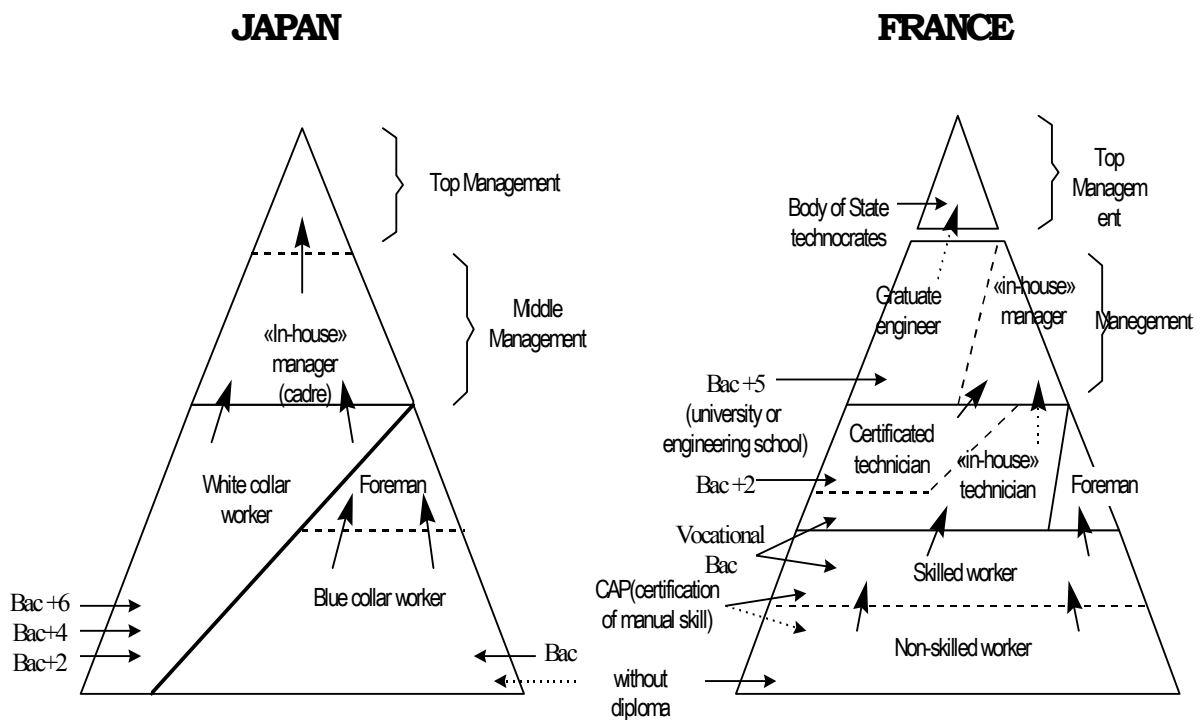 JAPAN
Top Management
Middle
Management
«In-house»
manager
(cadre)
White collar
worker
Foreman
Blue collar worker
Bac +6
Bac+4
Bac+2
Bac
without
diploma
FRANCE
Top
Managem
ent
Body of State
technocrates
Gratuate
engineer
«in-house»
manager
Manegement
Bac +5
(university or
engineering school)
Certificated
technician
«in-house»
technician
Foreman
Bac +2
Vocational
Bac
Skilled worker
CAP(certification
of manual skill)
Non-skilled worker